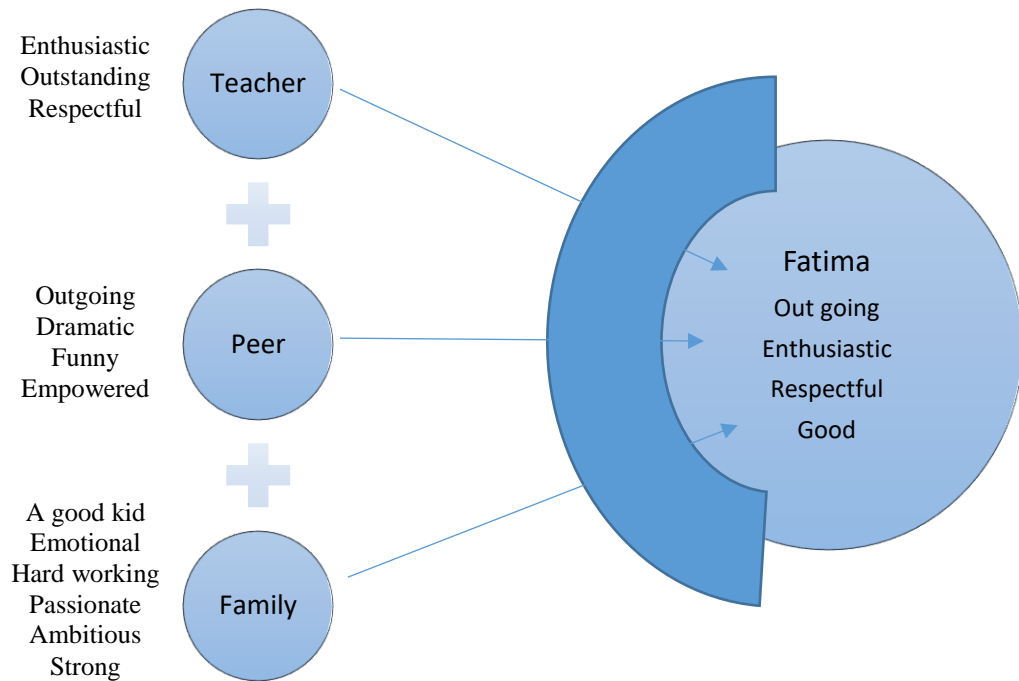 Enthusiastic
Outstanding
Respectful
Teacher
Outgoing
Dramatic
Funny
Empowered
Peer
A good kid
Emotional
Hard working
Passionate
Ambitious
Strong
Family
Fatima
Out going
Enthusiastic
Respectful
Good